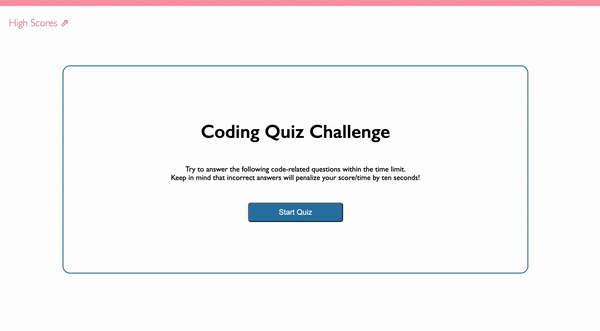 High Scores ⇗
Coding Quiz Challenge
Try to answer the following code-related questions within the time limit.
Keep in mind that incorrect answers will penalize your score/time by ten seconds!
Start Quiz